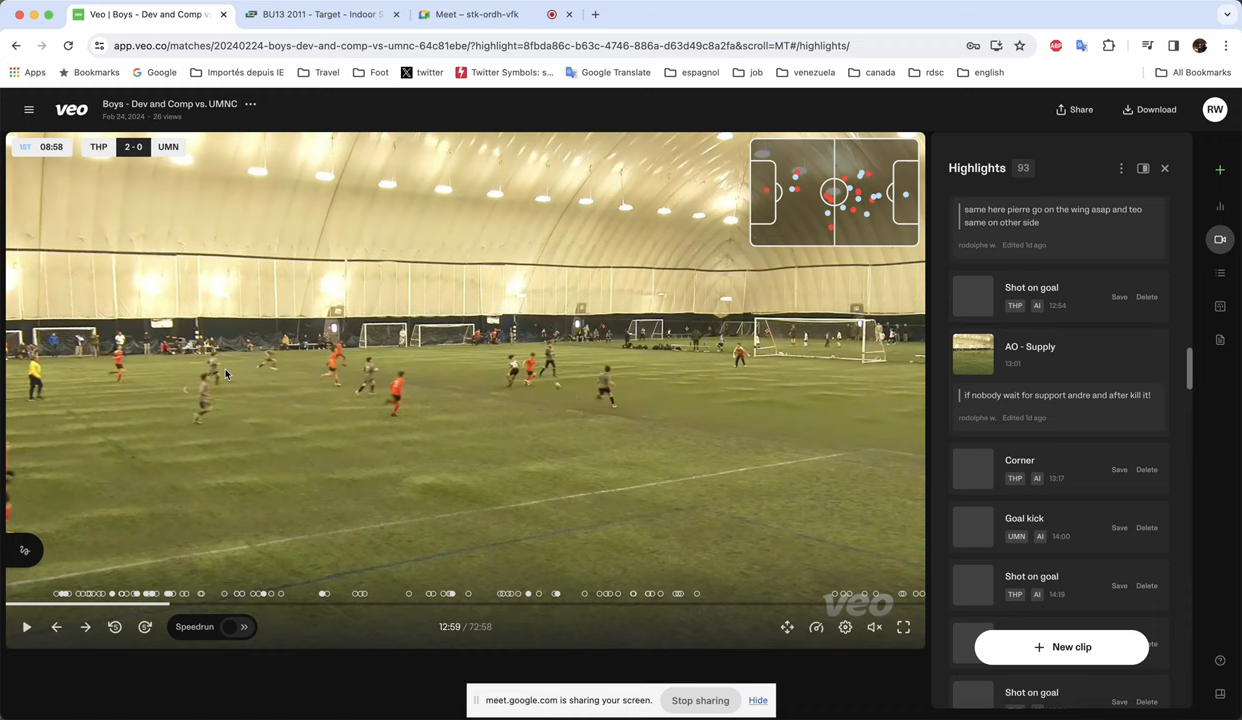 Veo | Boys - Dev and Comp v
BU13 2011 - Target - Indoor S
Meet – stk-ordh-vfk
app.veo.co/matches/20240224-boys-dev-and-comp-vs-umnc-64c81ebe/?highlight=8fbda86c-b63c-4746-886a-d63d49c8a2fa&scroll=MT#/highlights/
ABP
Apps
Bookmarks
Google
Importés depuis IE
Travel
Foot
twitter
Twitter Symbols: s...
Google Translate
espagnol
job
venezuela
canada
rdsc
english
All Bookmarks
veo
Boys - Dev and Comp vs. UMNC
Feb 24, 2024 • 26 views
Share
Download
RW
1ST 08:58 THP 2 - 0 UMN
Highlights 93
same here pierre go on the wing asap and teo
same on other side
rodolphe w. Edited 1d ago
Shot on goal
THP AI 12:54
Save Delete
AO - Supply
13:01
if nobody wait for support andre and after kill it!
rodolphe w. Edited 1d ago
Corner
THP AI 13:17
Save Delete
Goal kick
UMN AI 14:00
Save Delete
Shot on goal
THP AI 14:19
Save Delete
New clip
Shot on goal
Save Delete
veo
5
5
Speedrun
12:59 / 72:58
meet.google.com is sharing your screen.
Stop sharing
Hide